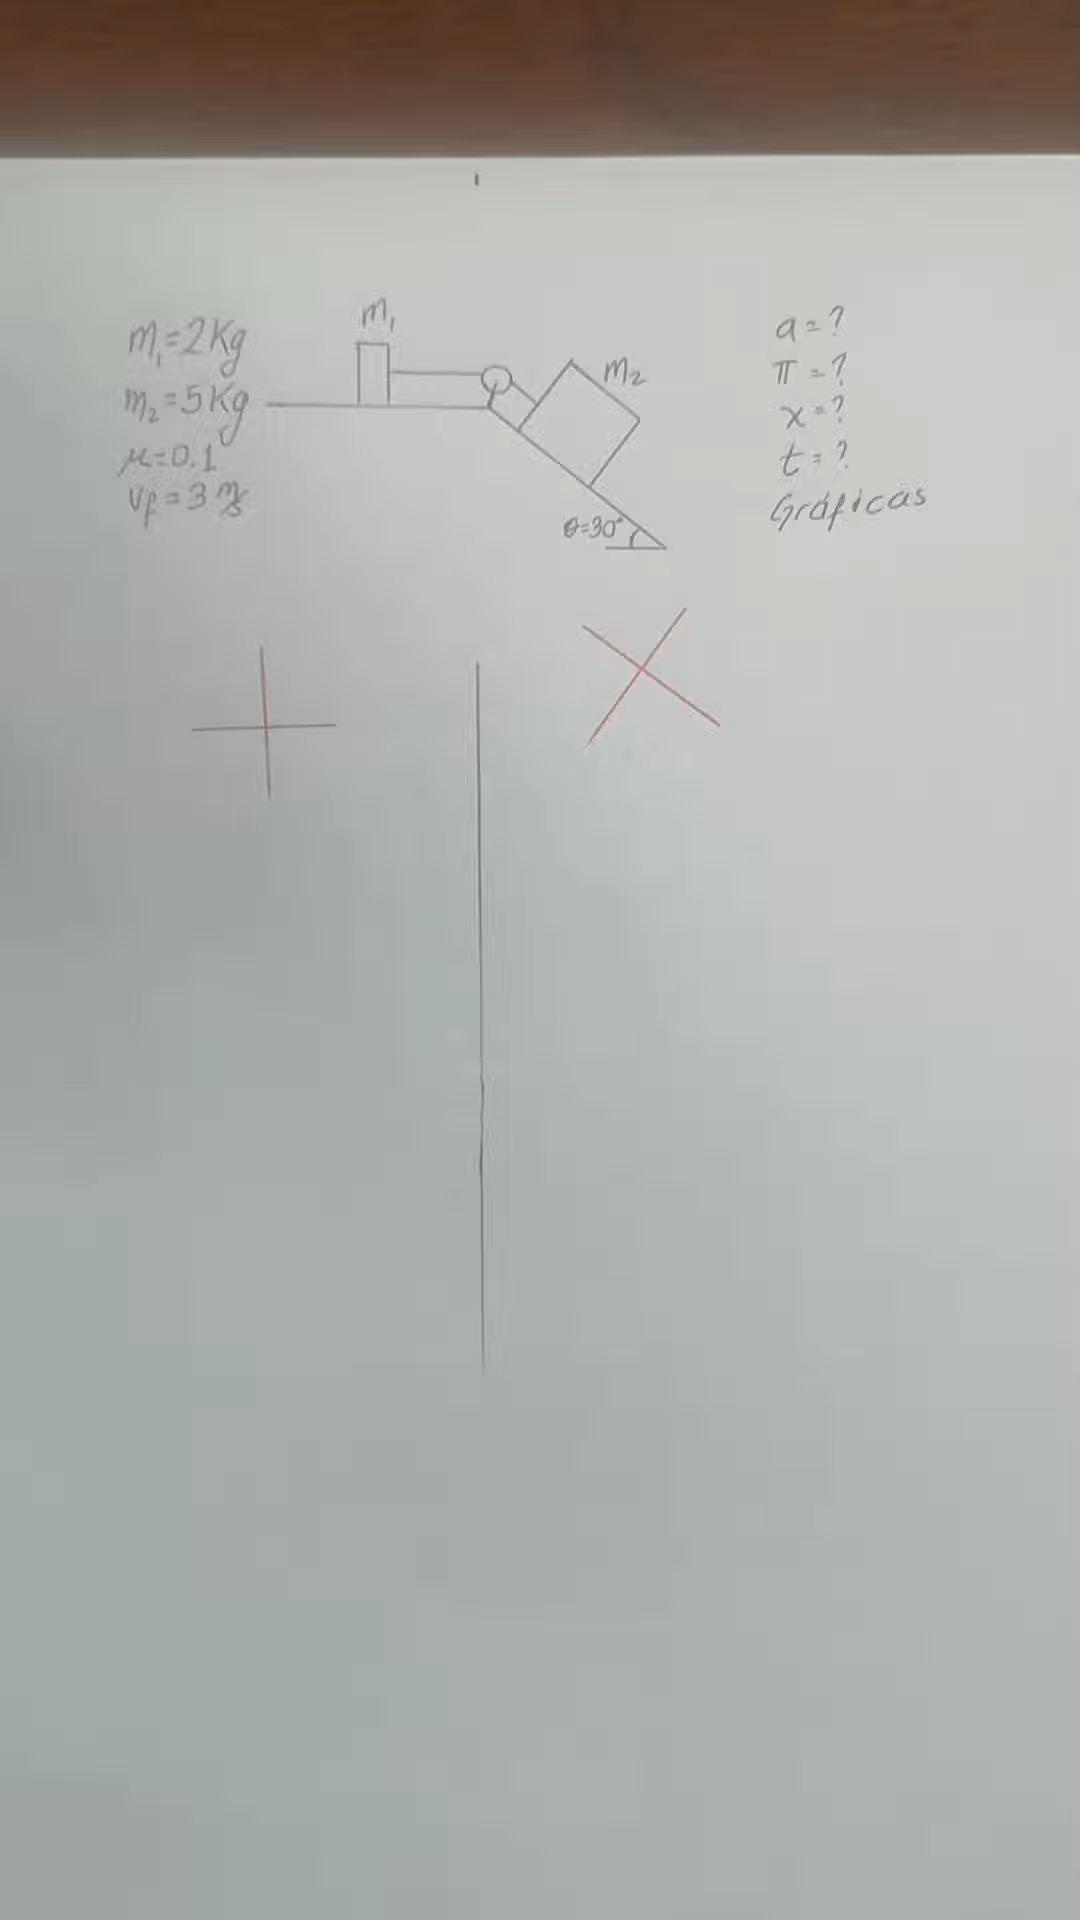 m₁=2Kg
m₂=5Kg
μ=0.1
vf=3 m/s
m₁
m₂
θ=30°
a=?
π=?
x=?
t=?
Gráficas